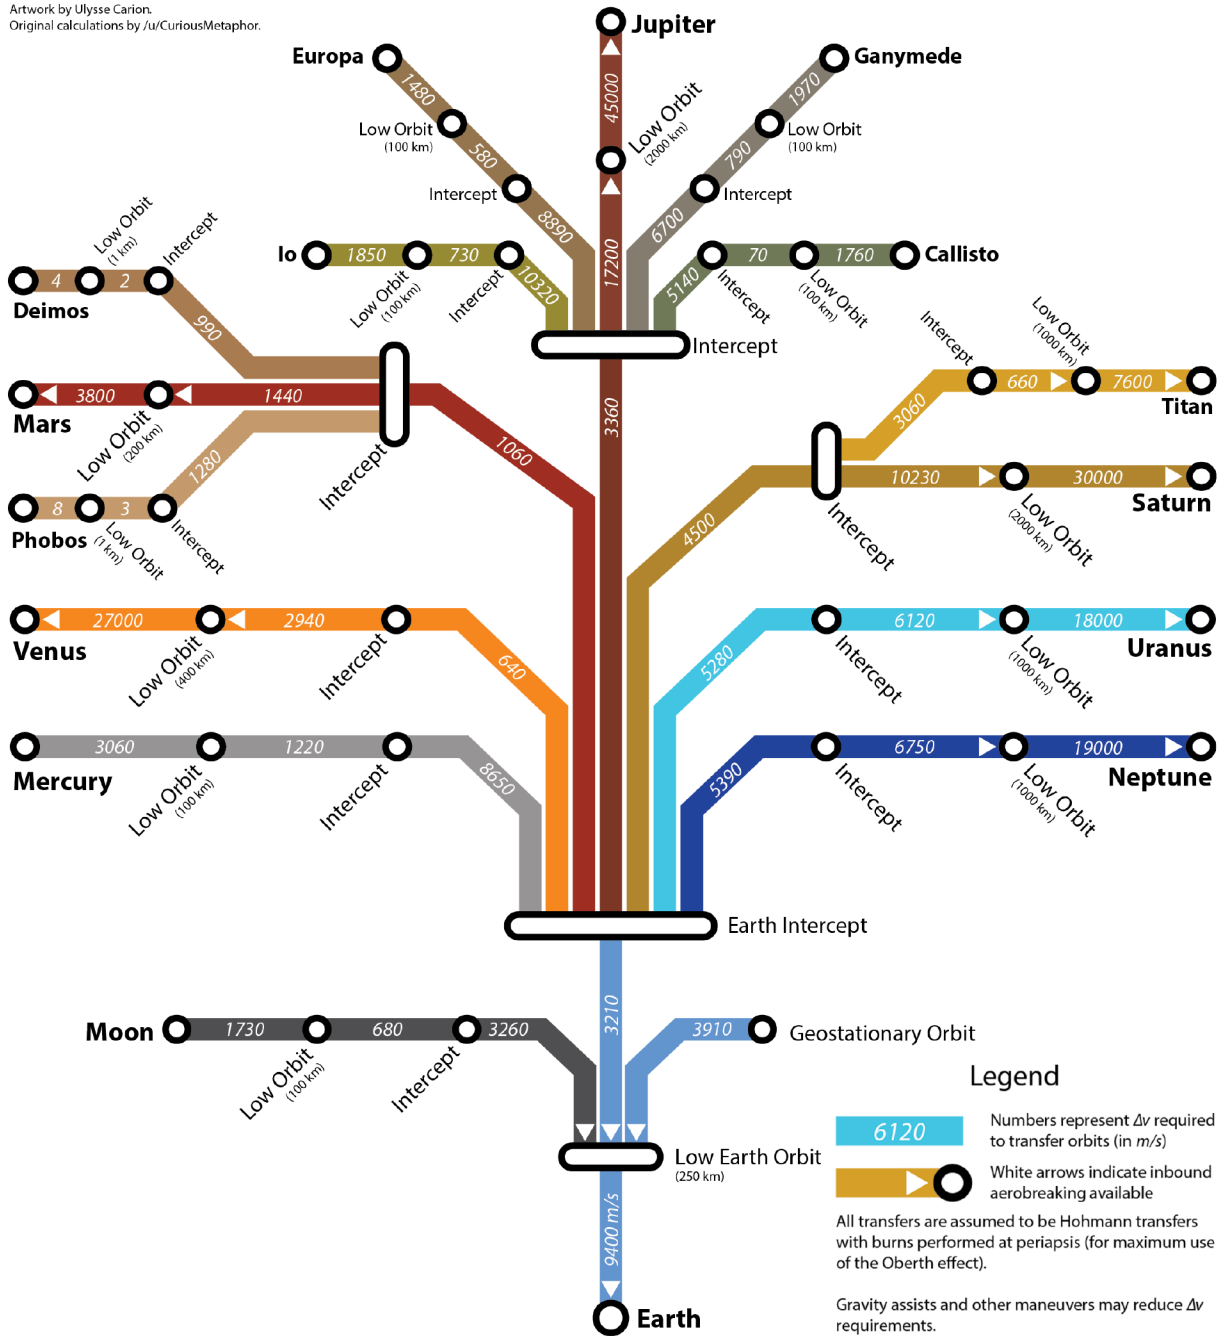 Artwork by Ulysse Carion.
Original calculations by /u/CuriousMetaphor.
Jupiter
45000
Low Orbit
(2000 km)
17200
Europa
1480
Low Orbit
(100 km)
580
Intercept
8890
Ganymede
1970
Low Orbit
(100 km)
790
Intercept
6700
Io
1850
Low Orbit
(100 km)
730
Intercept
10320
Callisto
1760
Low Orbit
(100 km)
70
Intercept
5140
Intercept
3360
Deimos
4
Low Orbit
(1 km)
2
Intercept
990
Mars
3800
Low Orbit
(200 km)
1440
Intercept
1060
Phobos
8
Low Orbit
(1 km)
3
Intercept
1280
Titan
7600
Low Orbit
(1000 km)
660
Intercept
3060
Saturn
30000
Low Orbit
(2000 km)
10230
Intercept
4500
Venus
27000
Low Orbit
(400 km)
2940
Intercept
640
Uranus
18000
Low Orbit
(1000 km)
6120
Intercept
5280
Mercury
3060
Low Orbit
(100 km)
1220
Intercept
8650
Neptune
19000
Low Orbit
(1000 km)
6750
Intercept
5390
Earth Intercept
3210
Moon
1730
Low Orbit
(100 km)
680
Intercept
3260
3910
Geostationary Orbit
Low Earth Orbit
(250 km)
9400 m/s
Earth
Legend
6120
Numbers represent Δv required
to transfer orbits (in m/s)
White arrows indicate inbound
aerobreaking available
All transfers are assumed to be Hohmann transfers
with burns performed at periapsis (for maximum use
of the Oberth effect).
Gravity assists and other maneuvers may reduce Δv
requirements.